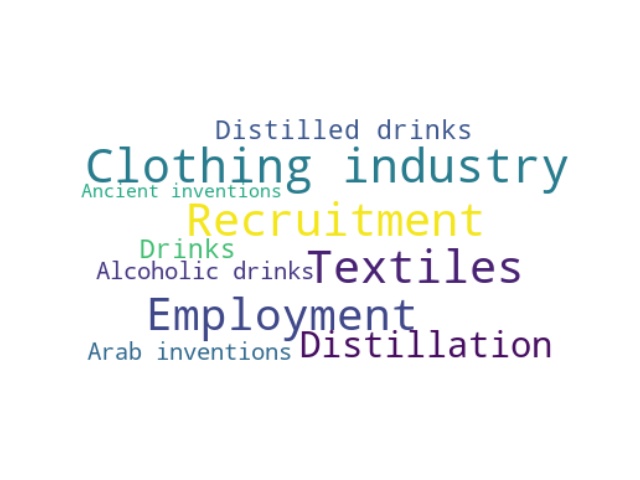 Distilled drinks
Clothing industry
Ancient inventions
Recruitment
Drinks
Alcoholic drinks
Textiles
Employment
Arab inventions
Distillation